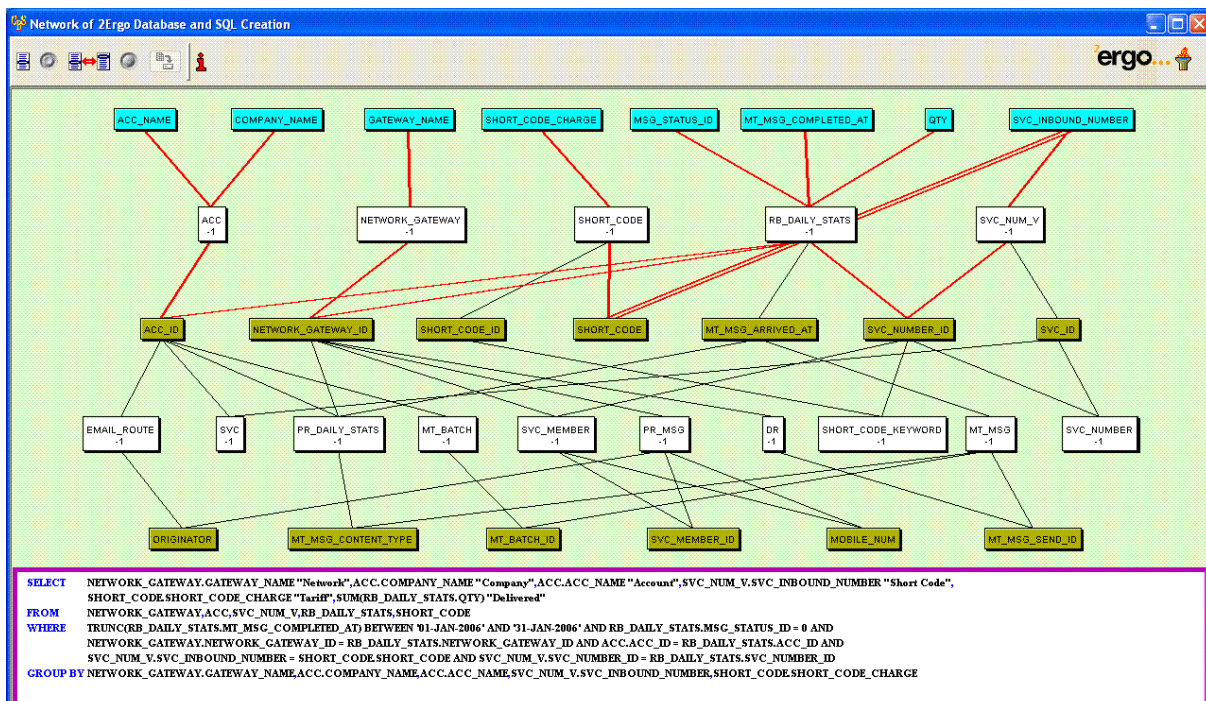 Network of 2Ergo Database and SQL Creation
2ergo...
ACC_NAME COMPANY_NAME GATEWAY_NAME SHORT_CODE_CHARGE MSG_STATUS_ID MT_MSG_COMPLETED_AT QTY SVC_INBOUND_NUMBER
ACC NETWORK_GATEWAY SHORT_CODE RB_DAILY_STATS SVC_NUM_V
-1 -1 -1 -1 -1
ACC_ID NETWORK_GATEWAY_ID SHORT_CODE_ID SHORT_CODE MT_MSG_ARRIVED_AT SVC_NUMBER_ID SVC_ID
EMAIL_ROUTE SVC PR_DAILY_STATS MT_BATCH SVC_MEMBER PR_MSG DR SHORT_CODE_KEYWORD MT_MSG SVC_NUMBER
-1 -1 -1 -1 -1 -1 -1 -1 -1 -1
ORIGINATOR MT_MSG_CONTENT_TYPE MT_BATCH_ID SVC_MEMBER_ID MOBILE_NUM MT_MSG_SEND_ID
SELECT NETWORK_GATEWAY.GATEWAY_NAME "Network",ACC.COMPANY_NAME "Company",ACC.ACC_NAME "Account",SVC_NUM_V.SVC_INBOUND_NUMBER "Short Code",
SHORT_CODE.SHORT_CODE_CHARGE "Tariff",SUM(RB_DAILY_STATS.QTY) "Delivered"
FROM NETWORK_GATEWAY,ACC,SVC_NUM_V,RB_DAILY_STATS,SHORT_CODE
WHERE TRUNC(RB_DAILY_STATS.MT_MSG_COMPLETED_AT) BETWEEN '01-JAN-2006' AND '31-JAN-2006' AND RB_DAILY_STATS.MSG_STATUS_ID = 0 AND
NETWORK_GATEWAY.NETWORK_GATEWAY_ID = RB_DAILY_STATS.NETWORK_GATEWAY_ID AND ACC.ACC_ID = RB_DAILY_STATS.ACC_ID AND
SVC_NUM_V.SVC_INBOUND_NUMBER = SHORT_CODE.SHORT_CODE AND SVC_NUM_V.SVC_NUMBER_ID = RB_DAILY_STATS.SVC_NUMBER_ID
GROUP BY NETWORK_GATEWAY.GATEWAY_NAME,ACC.COMPANY_NAME,ACC.ACC_NAME,SVC_NUM_V.SVC_INBOUND_NUMBER,SHORT_CODE.SHORT_CODE_CHARGE